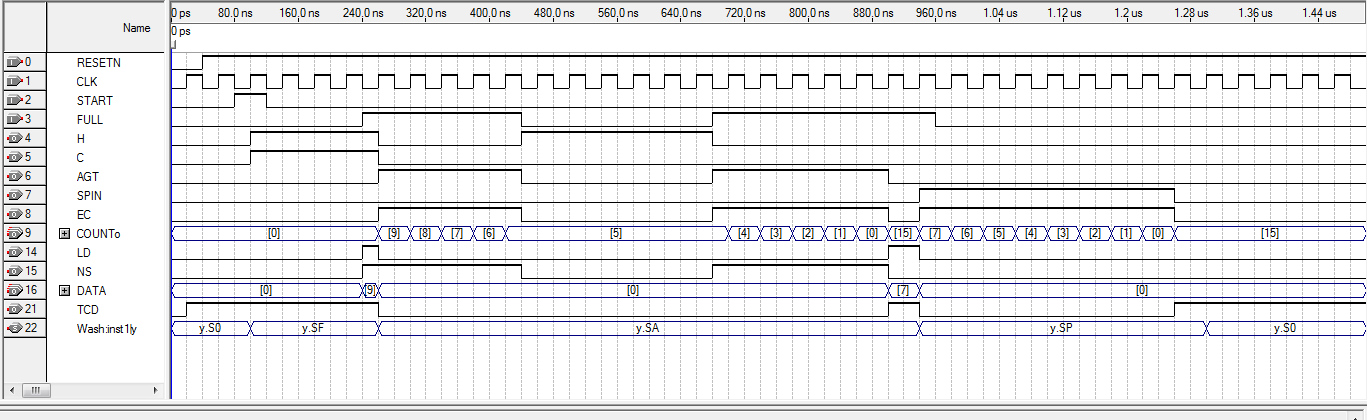 0 ps 80.0 ns 160.0 ns 240.0 ns 320.0 ns 400.0 ns 480.0 ns 560.0 ns 640.0 ns 720.0 ns 800.0 ns 880.0 ns 960.0 ns 1.04 us 1.12 us 1.2 us 1.28 us 1.36 us 1.44 us
Name
0 ps
0 RESETN
1 CLK
2 START
3 FULL
4 H
5 C
6 AGT
7 SPIN
8 EC
9 COUNTo [0] [9] [8] [7] [6] [5] [4] [3] [2] [1] [0] [15] [7] [6] [5] [4] [3] [2] [1] [0] [15]
14 LD
15 NS
16 DATA [0] [9] [0] [7] [0]
21 TCD
22 Wash:inst1|y y.S0 y.SF y.SA y.SP y.S0